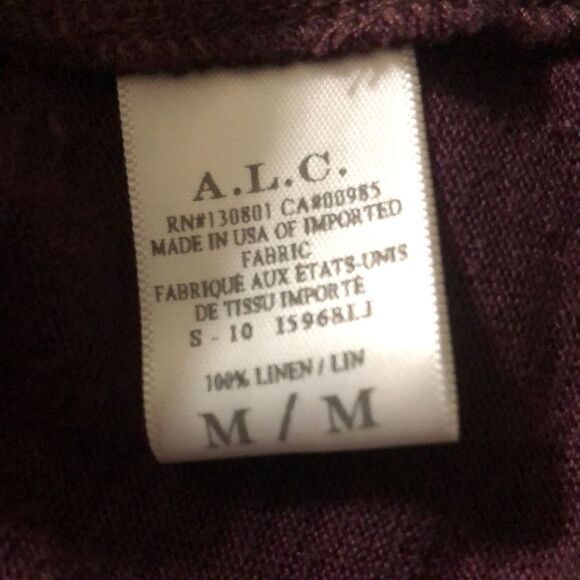 A.L.C.
RN#130801 CA#00985
MADE IN USA OF IMPORTED
FABRIC
FABRIQUÉ AUX ÉTATS-UNIS
DE TISSU IMPORTÉ
S - 10 I5968LJ
100% LINEN / LIN
M / M